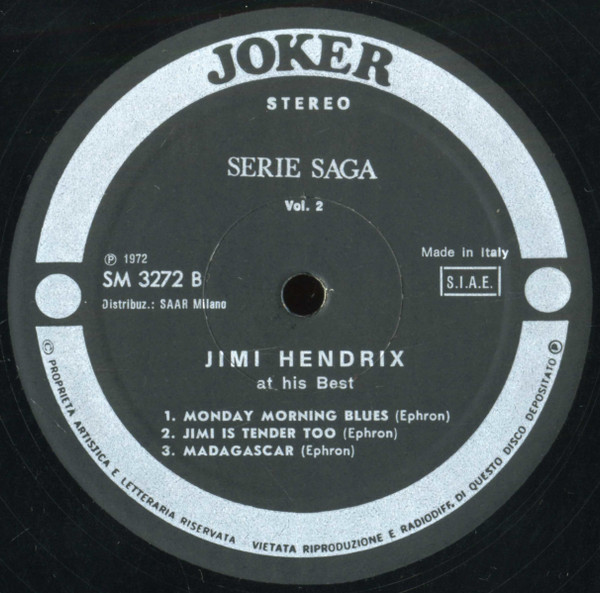 JOKER
STEREO
SERIE SAGA
Vol. 2
Ⓟ 1972
SM 3272 B
Distribuz.: SAAR Milano
Made in Italy
S.I.A.E.
JIMI HENDRIX
at his Best
1. MONDAY MORNING BLUES (Ephron)
2. JIMI IS TENDER TOO (Ephron)
3. MADAGASCAR (Ephron)
© PROPRIETA ARTISTICA E LETTERARIA RISERVATA VIETATA RIPRODUZIONE E RADIODIFF. DI QUESTO DISCO DEPOSITATO Ⓟ